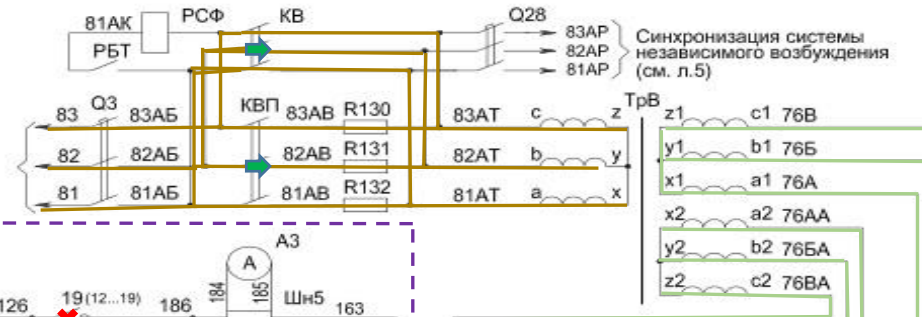 81АК РСФ КВ Q28 83АР
РБТ 82АР
81АР
Синхронизация системы
независимого возбуждения
(см. л.5)
83 Q3 83АБ КВП 83АВ R130 83АТ c z ТрВ z1 c1 76В
82 82АБ 82АВ R131 82АТ b y y1 b1 76Б
81 81АБ 81АВ R132 81АТ a x x1 a1 76А
x2 a2 76АА
y2 b2 76БА
z2 c2 76ВА
А3
А
184 185 Шн5
126 19(12...19) 186 163